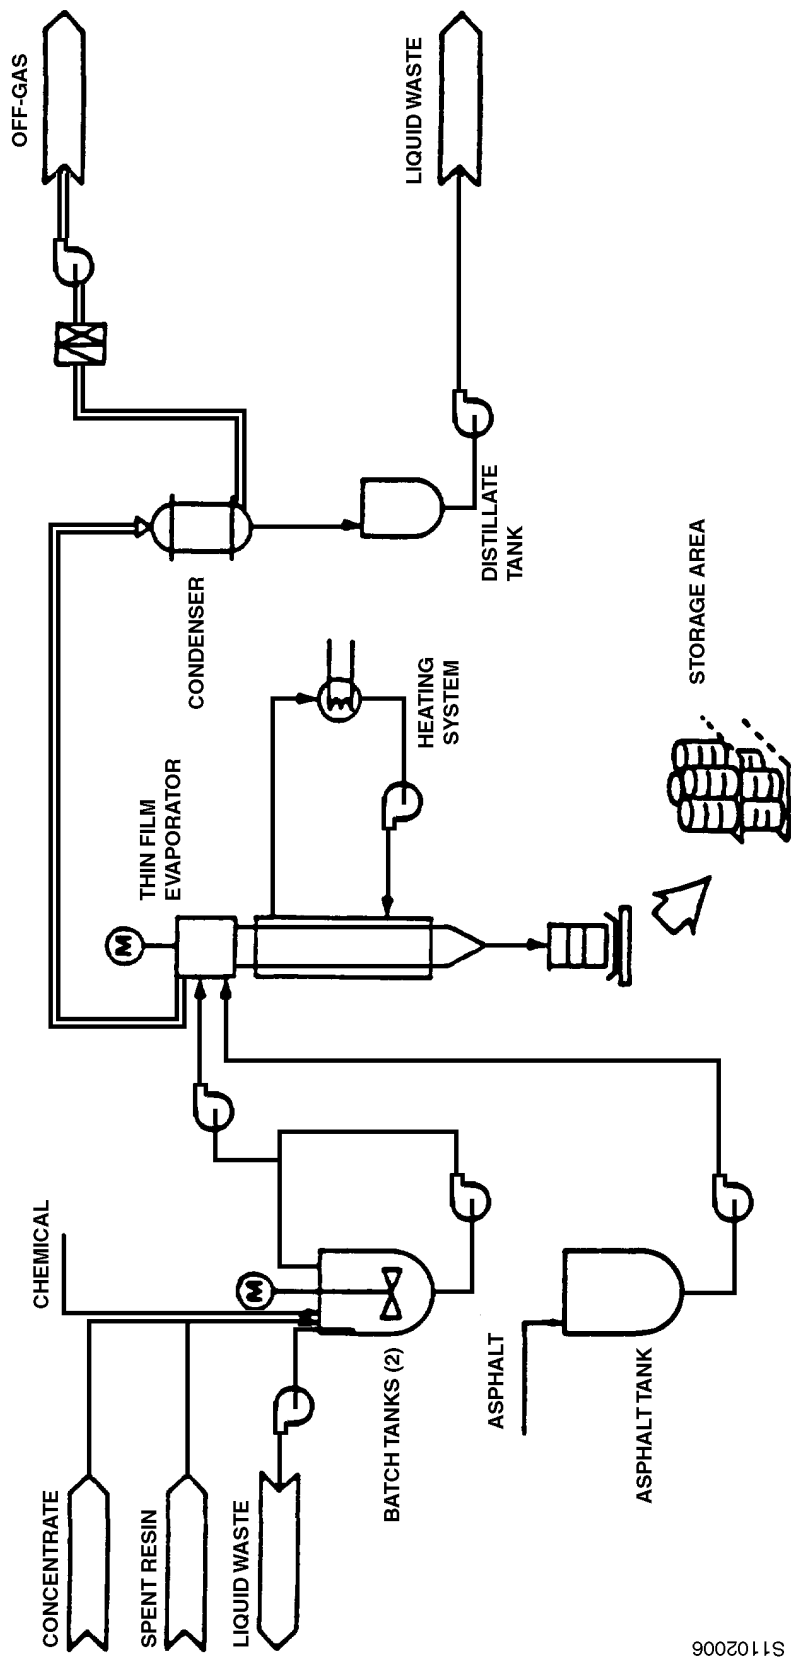 CONCENTRATE
SPENT RESIN
LIQUID WASTE
CHEMICAL
M
BATCH TANKS (2)
ASPHALT
ASPHALT TANK
M
THIN FILM
EVAPORATOR
HEATING
SYSTEM
CONDENSER
DISTILLATE
TANK
STORAGE AREA
OFF-GAS
LIQUID WASTE
S1102006